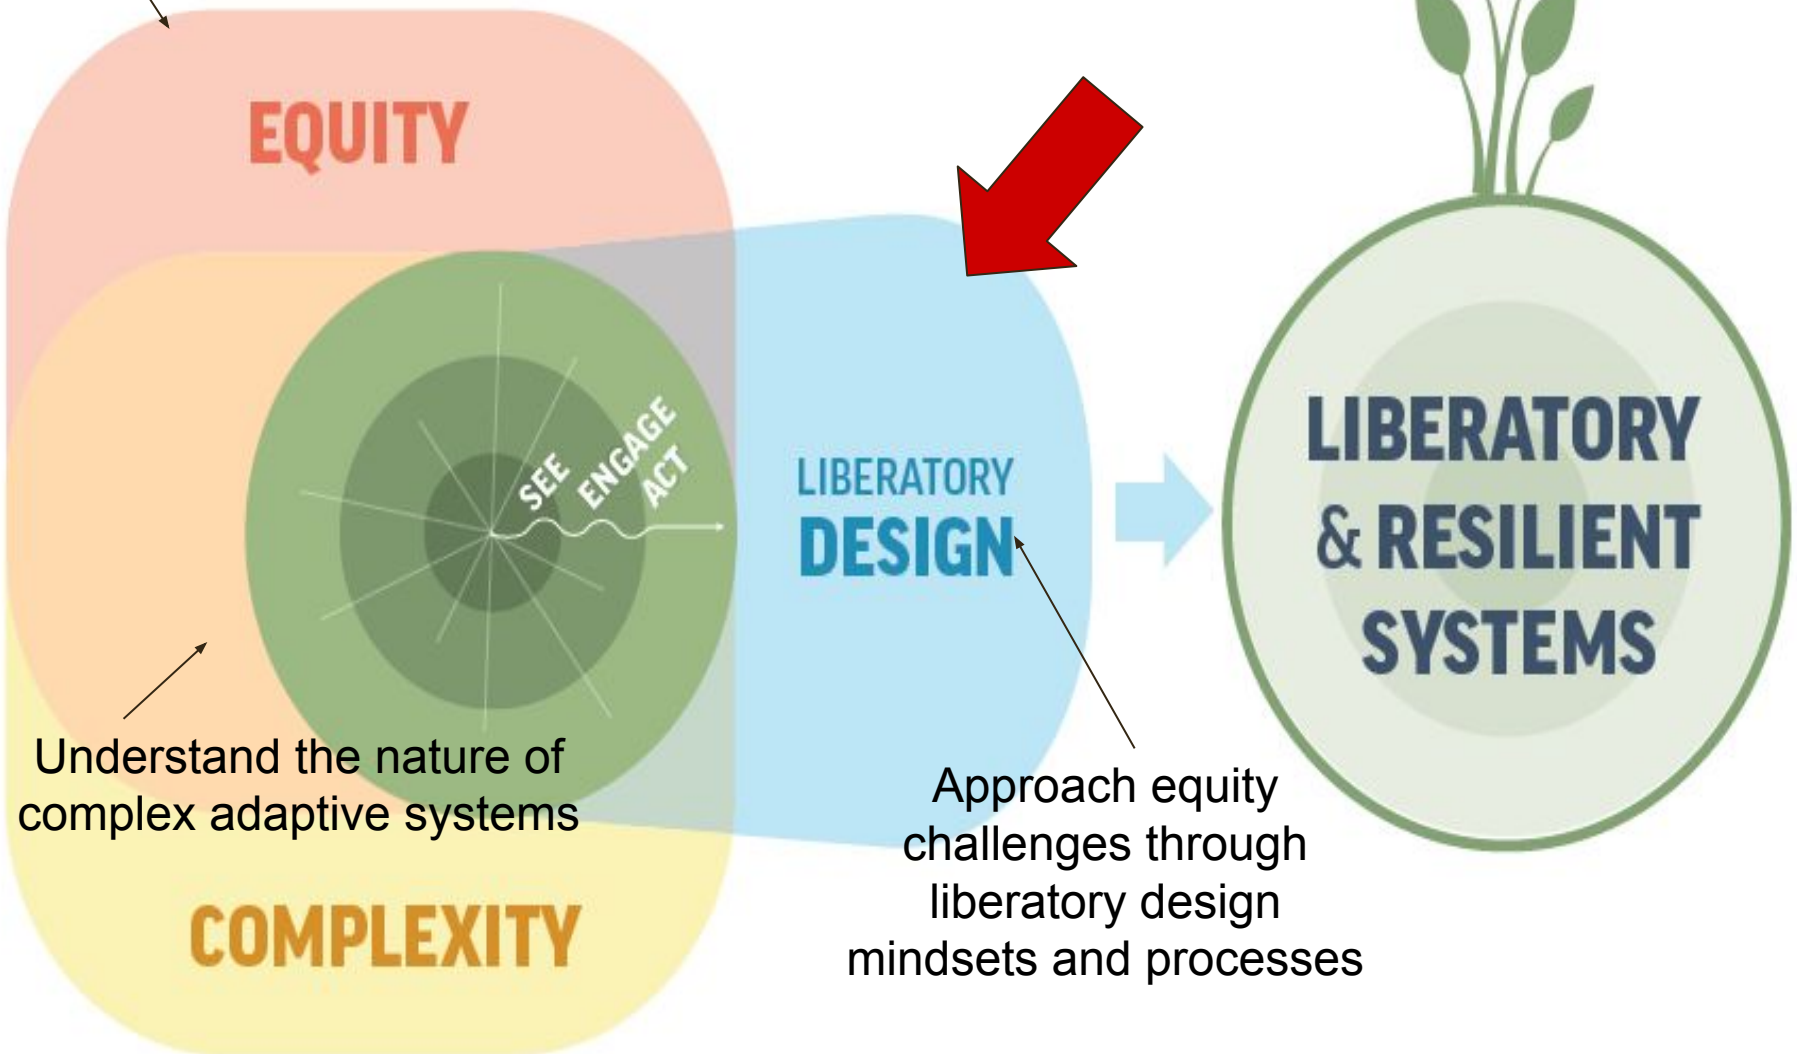 EQUITY
SEE
ENGAGE
ACT
LIBERATORY
DESIGN
LIBERATORY
& RESILIENT
SYSTEMS
Understand the nature of
complex adaptive systems
Approach equity
challenges through
liberatory design
mindsets and processes
COMPLEXITY